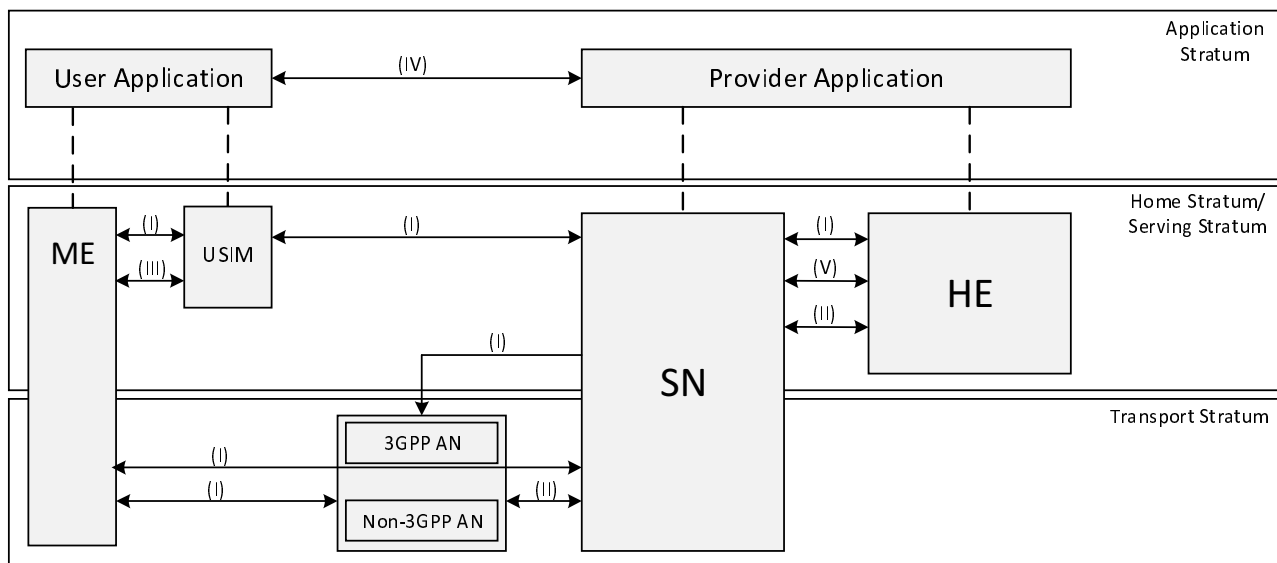 Application
Stratum
User Application
(IV)
Provider Application
Home Stratum/
Serving Stratum
ME
(I)
(III)
USIM
(I)
(I)
(V)
(II)
HE
(I)
SN
Transport Stratum
3GPP AN
(I)
(I)
(II)
Non-3GPP AN